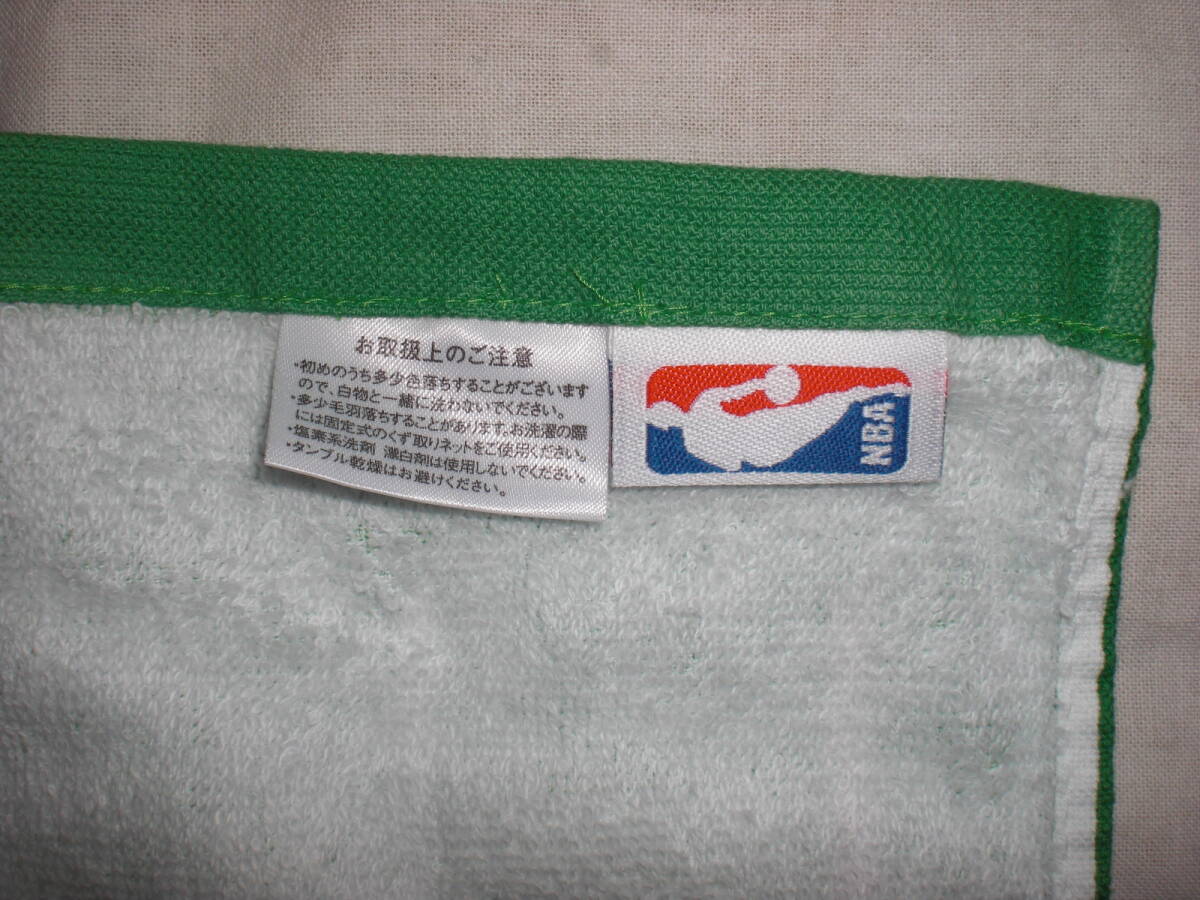 お取扱上のご注意
・初めのうち多少色落ちすることがございます
ので、白物と一緒に洗わないでください。
・多少毛羽落ちすることがあります。お洗濯の際
には固定式のくず取りネットをご使用ください。
・塩素系洗剤 漂白剤は使用しないでください。
・タンブル乾燥はお避けください。
NBA